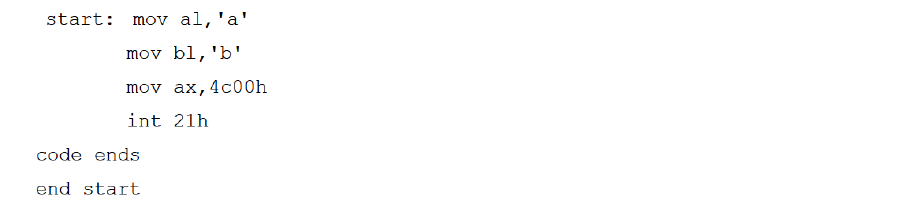 start: mov al,'a'
mov bl,'b'
mov ax,4c00h
int 21h
code ends
end start